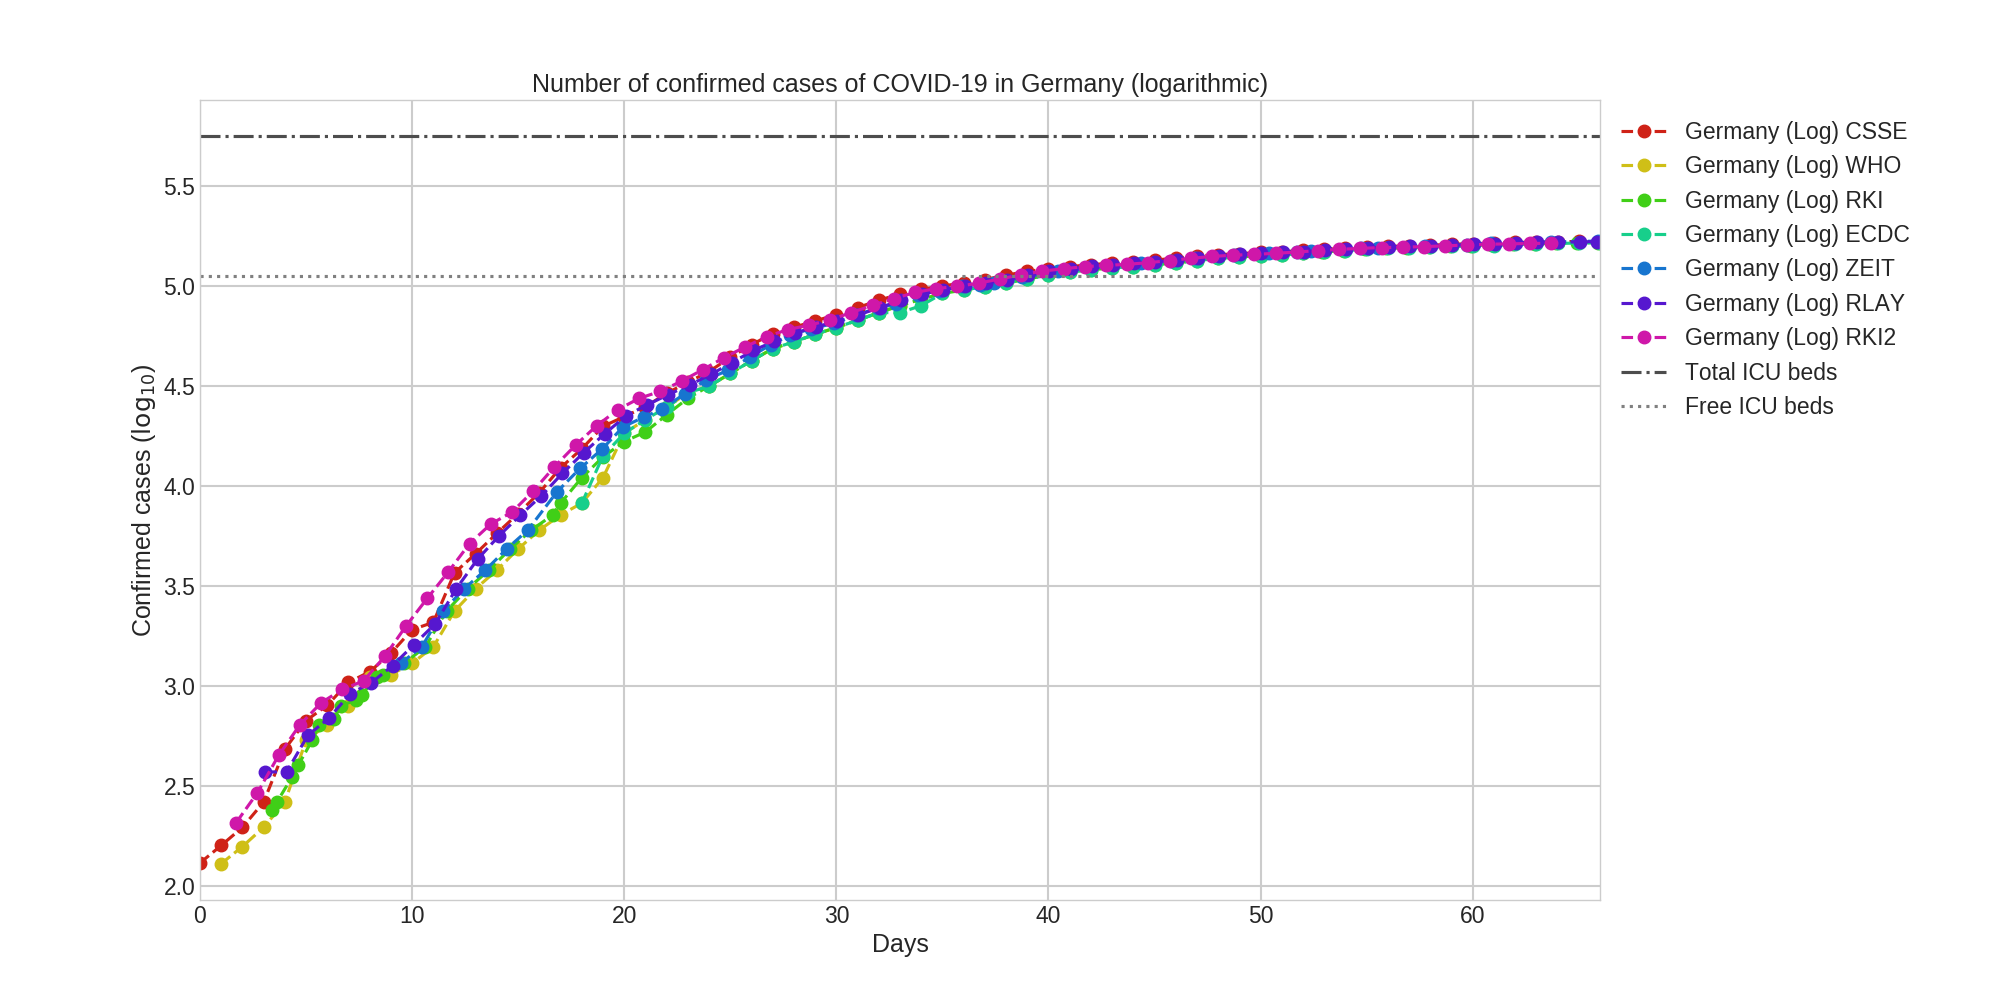 Number of confirmed cases of COVID-19 in Germany (logarithmic)
Confirmed cases (log₁₀)
5.5
5.0
4.5
4.0
3.5
3.0
2.5
2.0
0 10 20 30 40 50 60
Days
Germany (Log) CSSE
Germany (Log) WHO
Germany (Log) RKI
Germany (Log) ECDC
Germany (Log) ZEIT
Germany (Log) RLAY
Germany (Log) RKI2
Total ICU beds
Free ICU beds